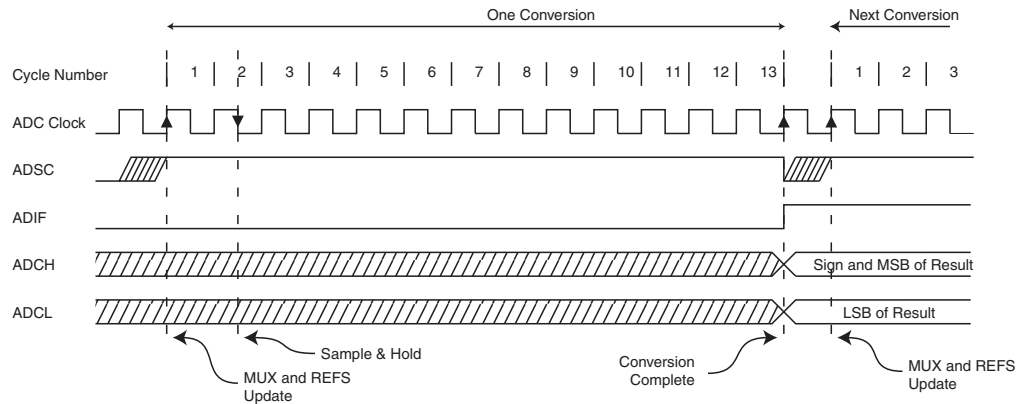 One Conversion
Next Conversion
Cycle Number
1 2 3 4 5 6 7 8 9 10 11 12 13 1 2 3
ADC Clock
ADSC
ADIF
ADCH
Sign and MSB of Result
ADCL
LSB of Result
Sample & Hold
MUX and REFS
Update
Conversion
Complete
MUX and REFS
Update